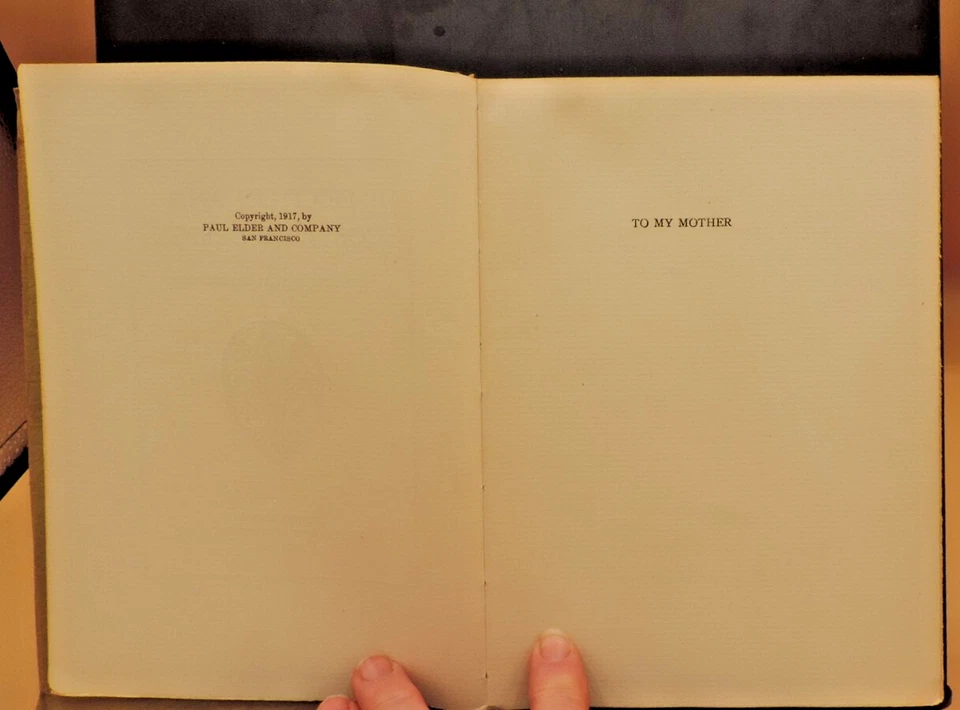 Copyright, 1917, by
PAUL ELDER AND COMPANY
SAN FRANCISCO
TO MY MOTHER